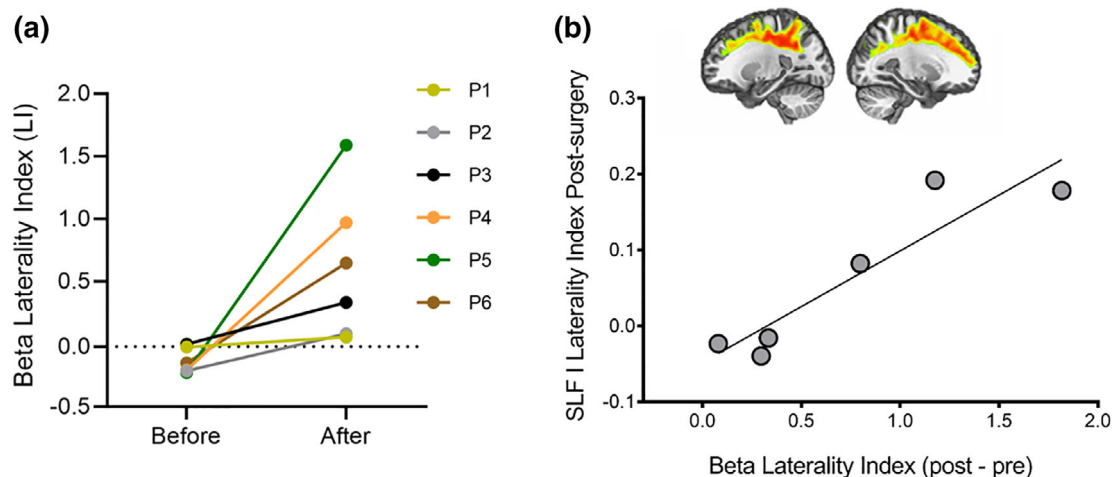 (a)
Beta Laterality Index (LI)
2.0
1.5
1.0
0.5
0.0
-0.5
Before
After
P1
P2
P3
P4
P5
P6
(b)
SLF I Laterality Index Post-surgery
0.3
0.2
0.1
0.0
-0.1
0.0
0.5
1.0
1.5
2.0
Beta Laterality Index (post - pre)